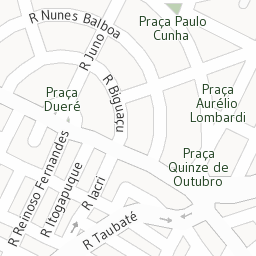 R Nunes Balboa
Praça Paulo
Cunha
R Juno
R Biguaçu
Praça
Dueré
Praça
Aurélio
Lombardi
Praça
Quinze de
Outubro
R Reinoso Fernandes
R Itogapuque
R Iacri
R Taubaté